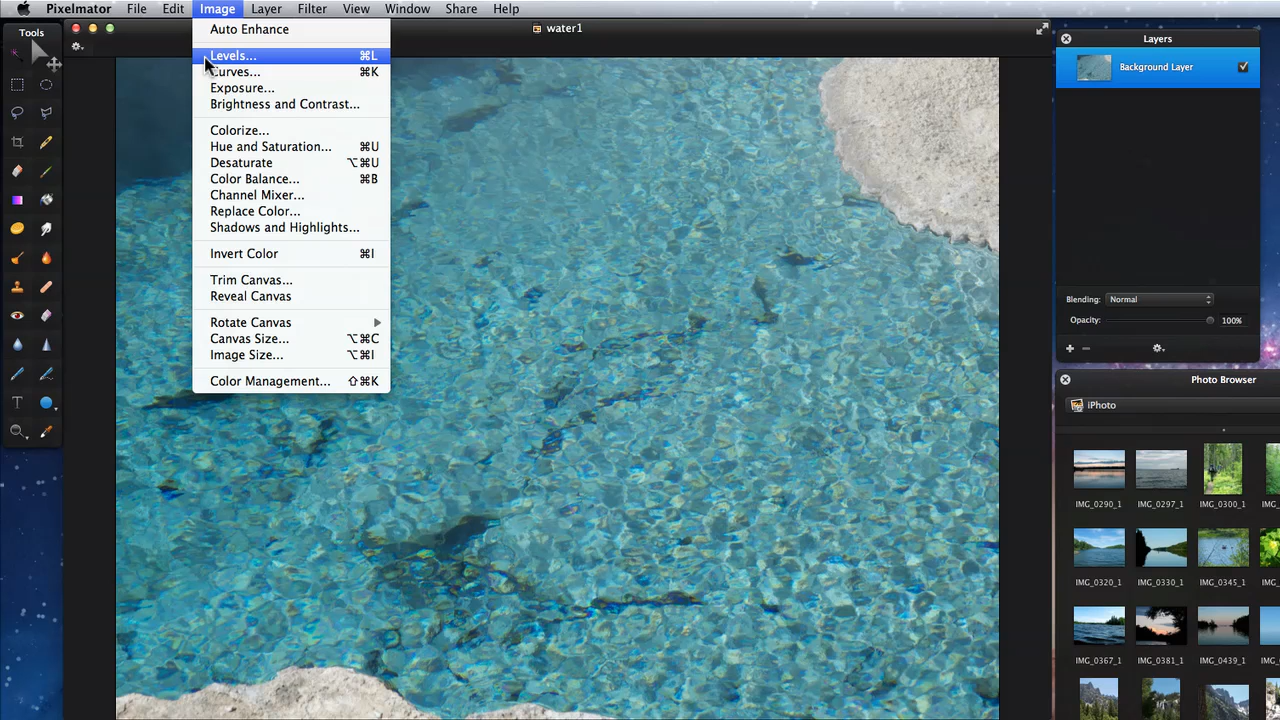 Pixelmator File Edit Image Layer Filter View Window Share Help
Tools
water1
Auto Enhance
Levels... ⌘L
Curves... ⌘K
Exposure...
Brightness and Contrast...
Colorize...
Hue and Saturation... ⌘U
Desaturate ⌥⌘U
Color Balance... ⌘B
Channel Mixer...
Replace Color...
Shadows and Highlights...
Invert Color ⌘I
Trim Canvas...
Reveal Canvas
Rotate Canvas
Canvas Size... ⌥⌘C
Image Size... ⌥⌘I
Color Management... ⇧⌘K
Layers
Background Layer
Blending: Normal
Opacity: 100%
Photo Browser
iPhoto
IMG_0290_1 IMG_0297_1 IMG_0300_1
IMG_0320_1 IMG_0330_1 IMG_0345_1
IMG_0367_1 IMG_0381_1 IMG_0439_1